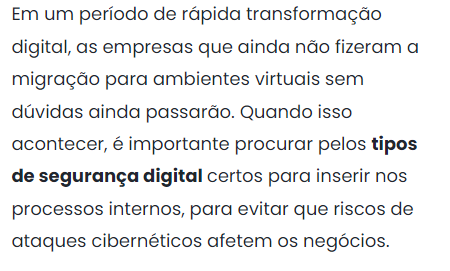 Em um período de rápida transformação
digital, as empresas que ainda não fizeram a
migração para ambientes virtuais sem
dúvidas ainda passarão. Quando isso
acontecer, é importante procurar pelos tipos
de segurança digital certos para inserir nos
processos internos, para evitar que riscos de
ataques cibernéticos afetem os negócios.